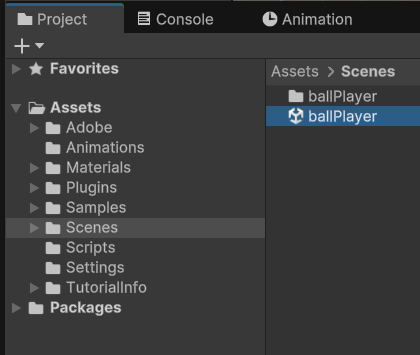 Project Console Animation
Favorites
Assets > Scenes
ballPlayer
Assets
ballPlayer
Adobe
Animations
Materials
Plugins
Samples
Scenes
Scripts
Settings
TutorialInfo
Packages